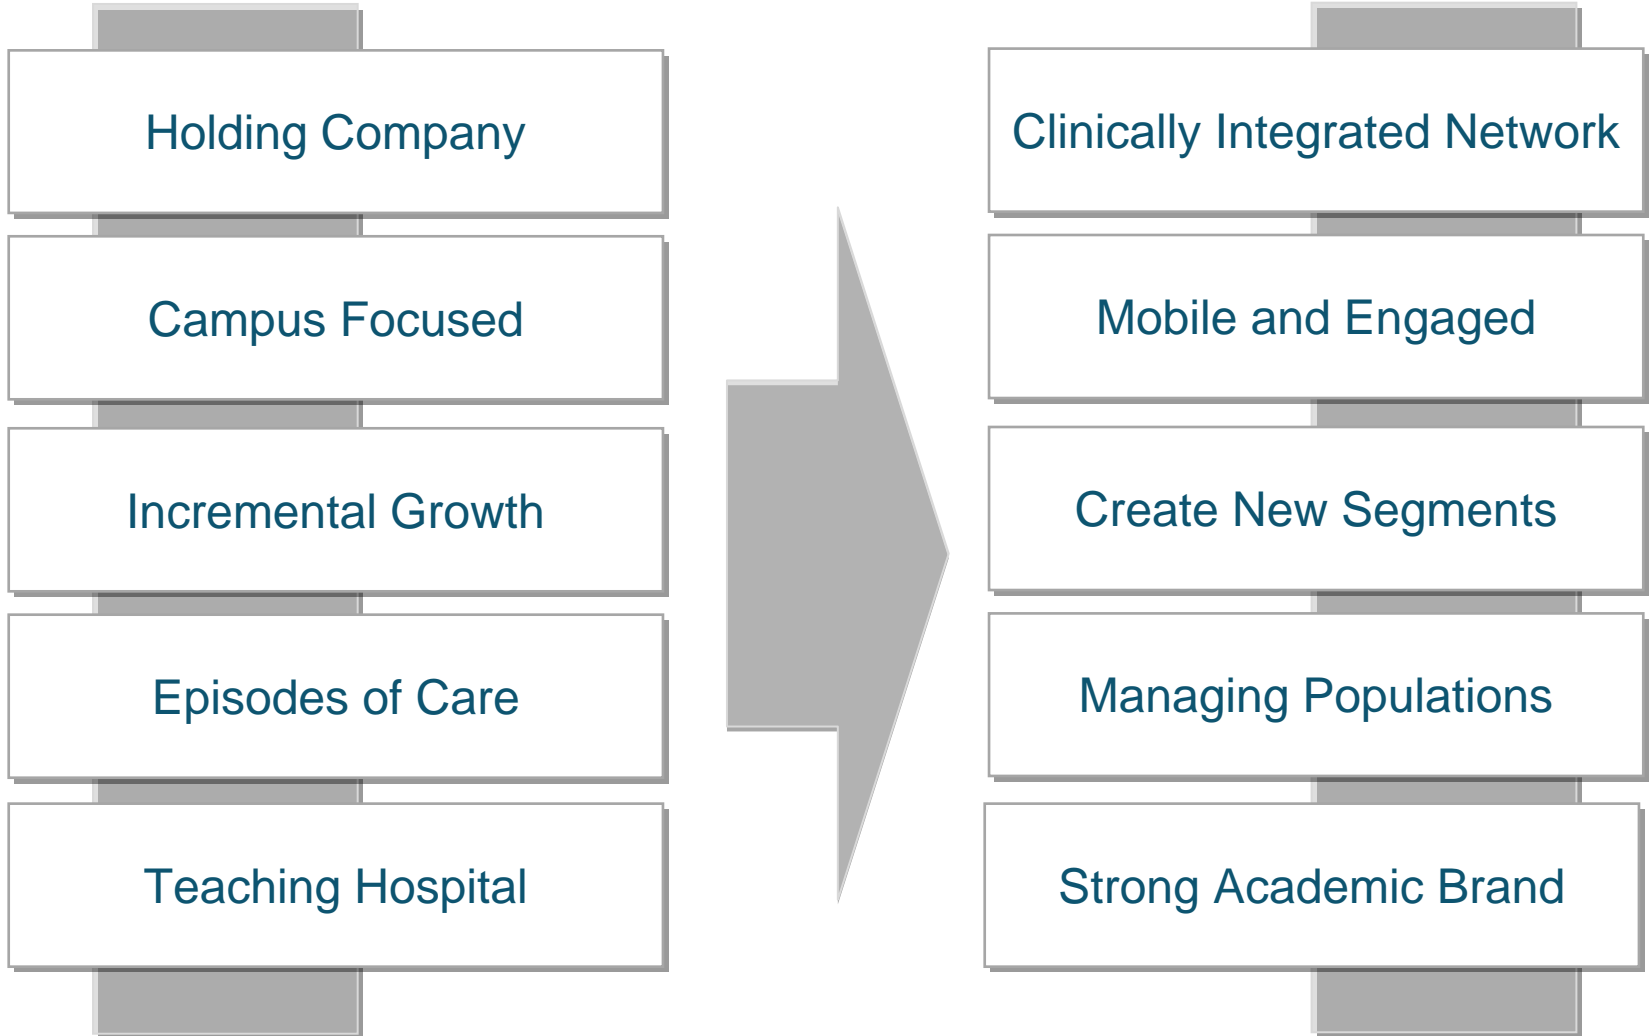 Holding Company
Campus Focused
Incremental Growth
Episodes of Care
Teaching Hospital
Clinically Integrated Network
Mobile and Engaged
Create New Segments
Managing Populations
Strong Academic Brand